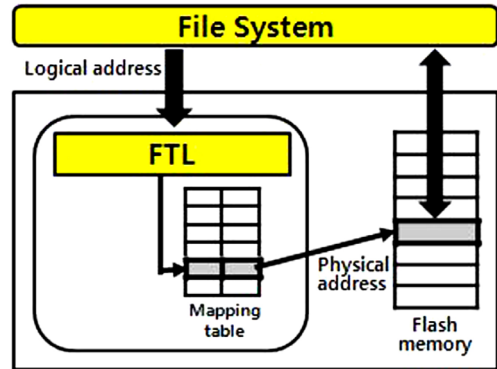 File System
Logical address
FTL
Physical
address
Mapping
table
Flash
memory